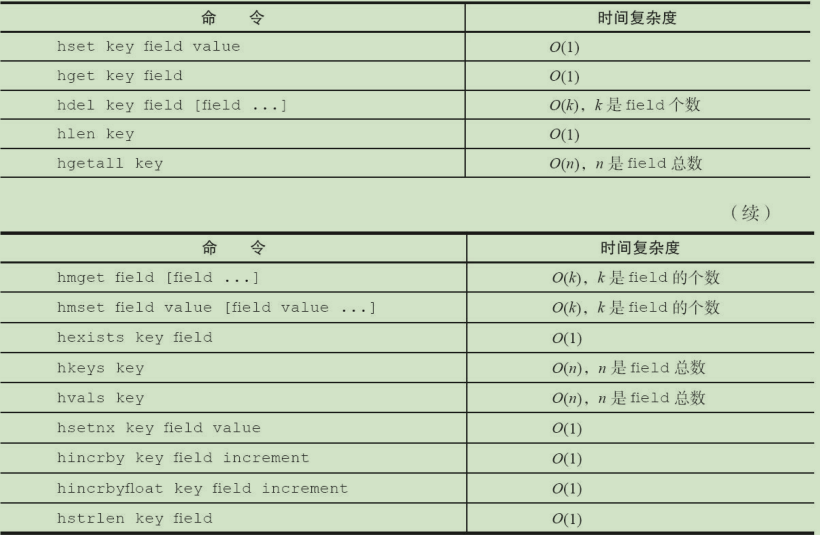 命 令 时间复杂度
hset key field value O(1)
hget key field O(1)
hdel key field [field ...] O(k)，k 是 field 个数
hlen key O(1)
hgetall key O(n)，n 是 field 总数
（续）
命 令 时间复杂度
hmget field [field ...] O(k)，k 是 field 的个数
hmset field value [field value ...] O(k)，k 是 field 的个数
hexists key field O(1)
hkeys key O(n)，n 是 field 总数
hvals key O(n)，n 是 field 总数
hsetnx key field value O(1)
hincrby key field increment O(1)
hincrbyfloat key field increment O(1)
hstrlen key field O(1)